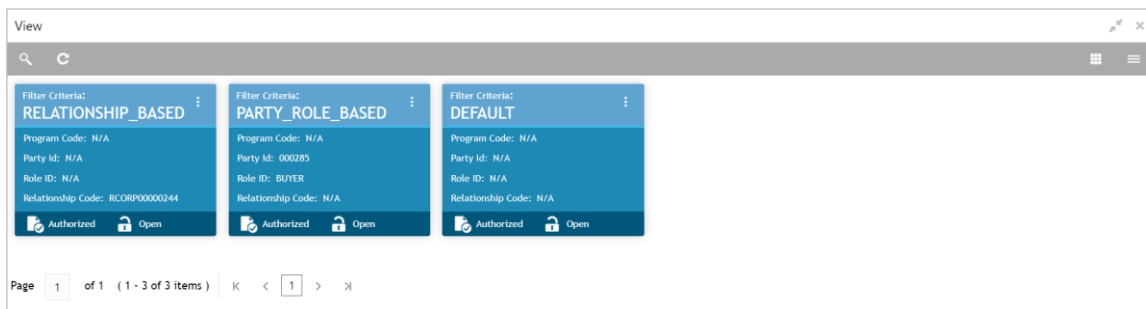 View
Filter Criteria:
RELATIONSHIP_BASED
Program Code: N/A
Party Id: N/A
Role ID: N/A
Relationship Code: RCORP00000244
Authorized Open
Filter Criteria:
PARTY_ROLE_BASED
Program Code: N/A
Party Id: 000285
Role ID: BUYER
Relationship Code: N/A
Authorized Open
Filter Criteria:
DEFAULT
Program Code: N/A
Party Id: N/A
Role ID: N/A
Relationship Code: N/A
Authorized Open
Page 1 of 1 ( 1 - 3 of 3 items ) 1